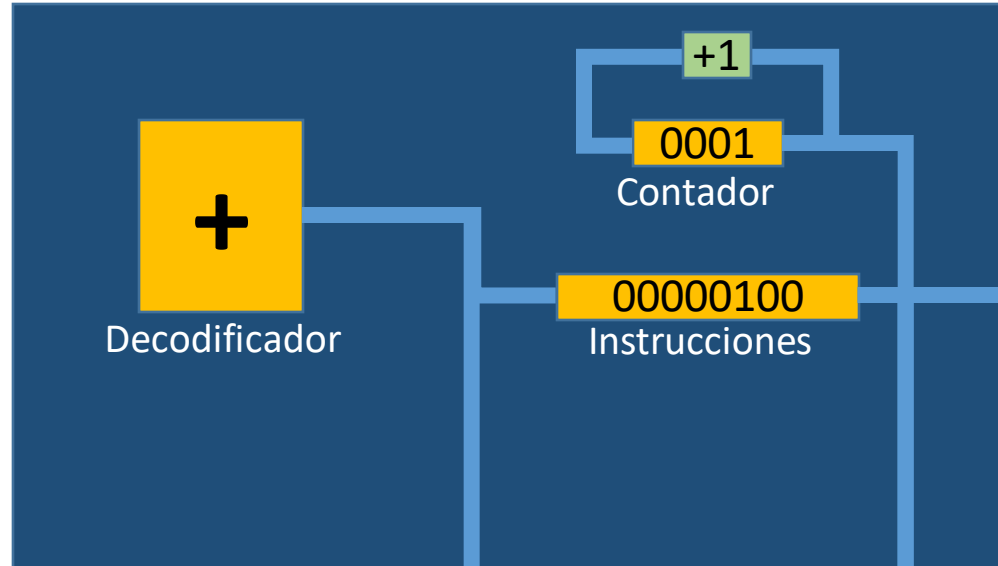 +1
0001
Contador
+
Decodificador
00000100
Instrucciones